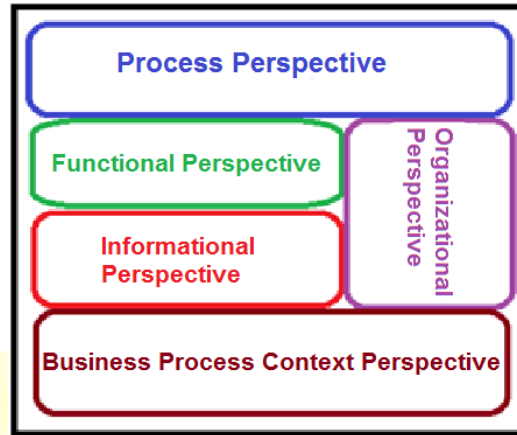 Process Perspective
Functional Perspective
Organizational
Perspective
Informational
Perspective
Business Process Context Perspective